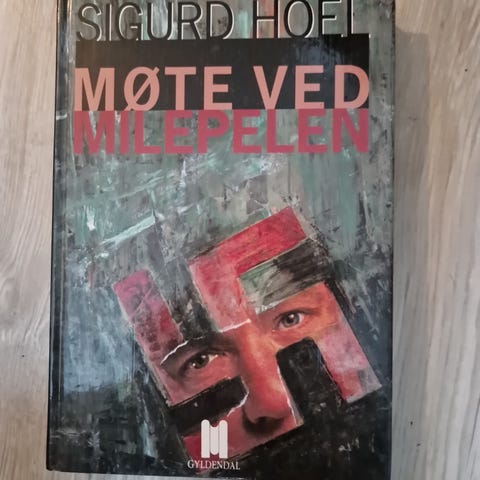 SIGURD HOEL
MØTE VED
MILEPELEN
GYLDENDAL